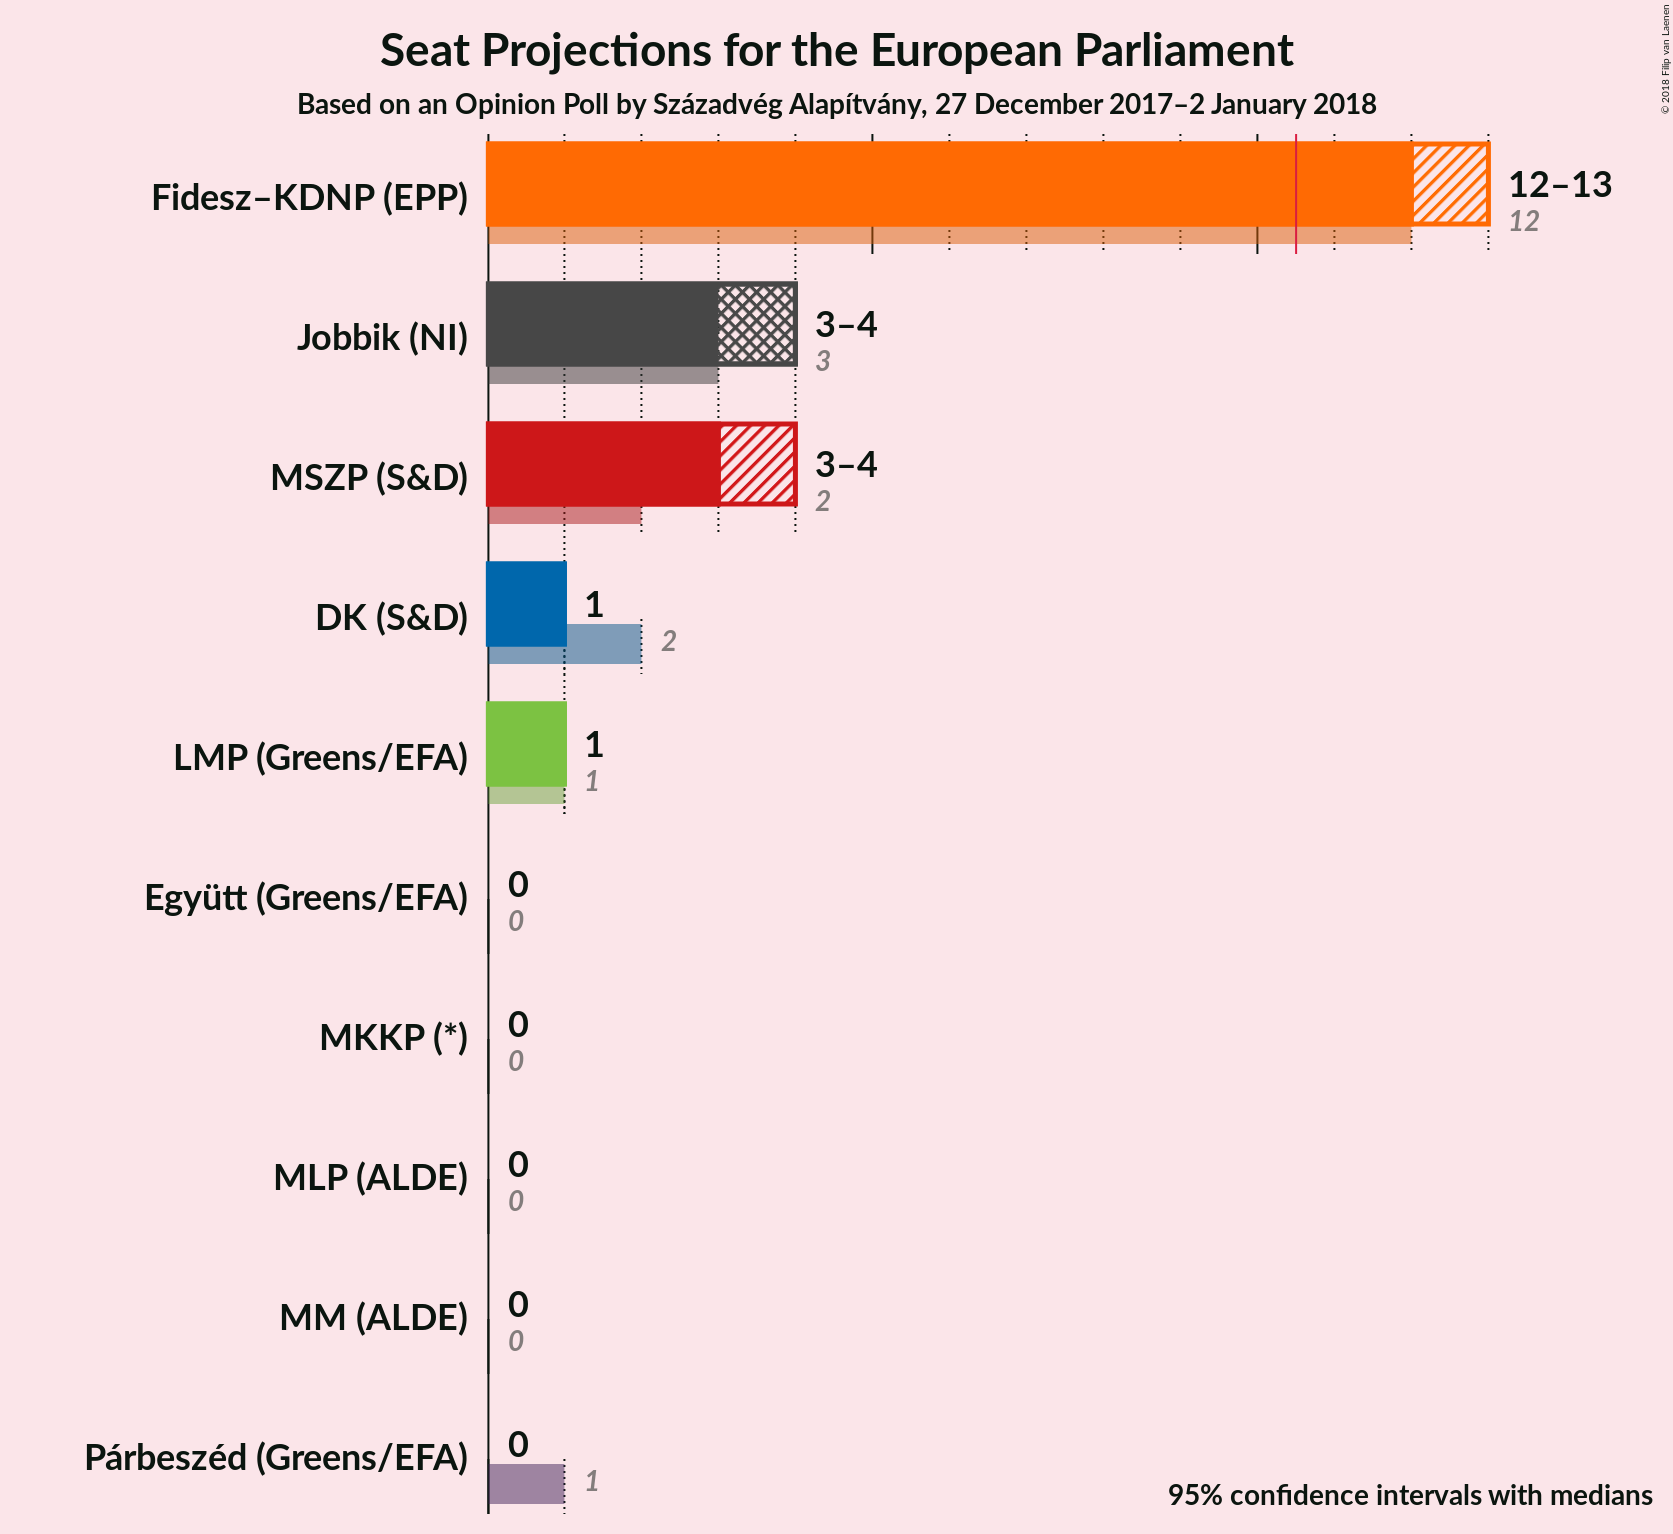 Seat Projections for the European Parliament
Based on an Opinion Poll by Századvég Alapítvány, 27 December 2017–2 January 2018
© 2018 Filip van Laenen
Fidesz–KDNP (EPP)
12–13
12
Jobbik (NI)
3–4
3
MSZP (S&D)
3–4
2
DK (S&D)
1
2
LMP (Greens/EFA)
1
1
Együtt (Greens/EFA)
0
0
MKKP (*)
0
0
MLP (ALDE)
0
0
MM (ALDE)
0
0
Párbeszéd (Greens/EFA)
0
1
95% confidence intervals with medians